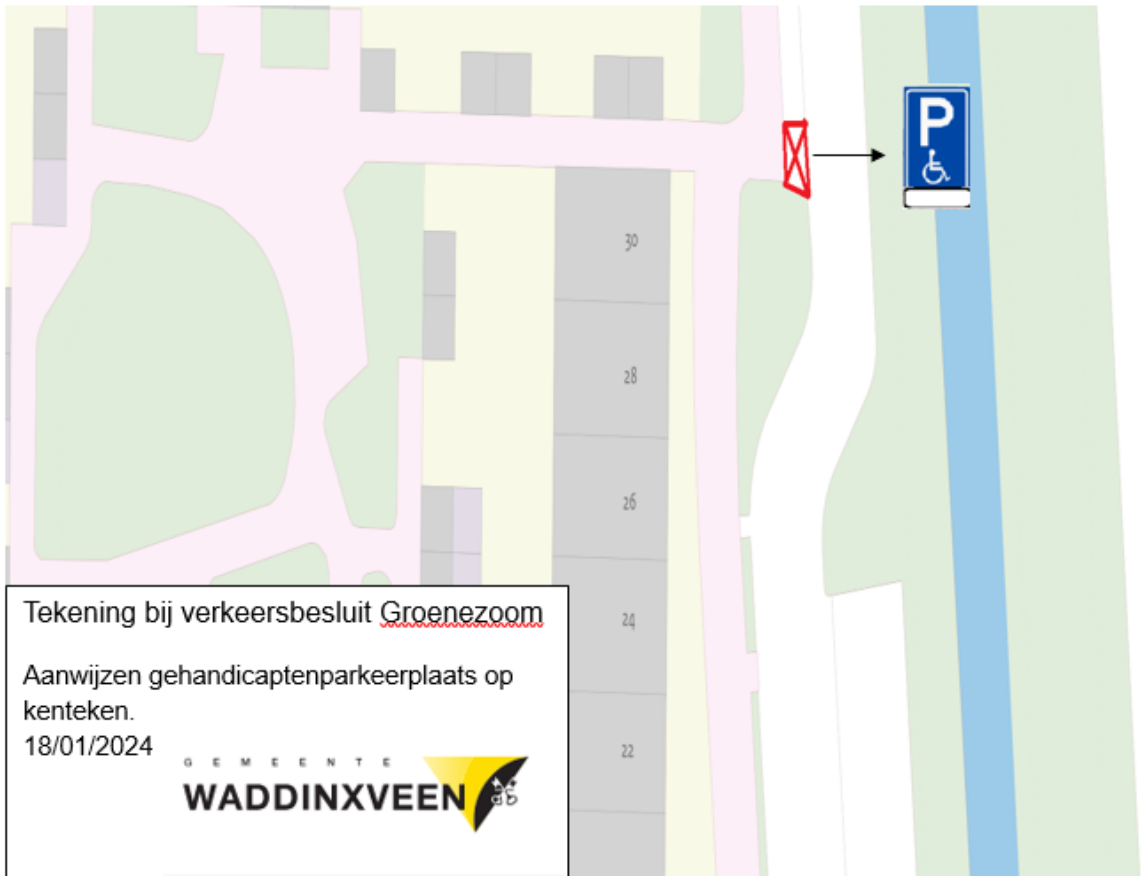 P
30
28
26
24
22
Tekening bij verkeersbesluit Groenezoom
Aanwijzen gehandicaptenparkeerplaats op
kenteken.
18/01/2024
GEMEENTE
WADDINXVEEN